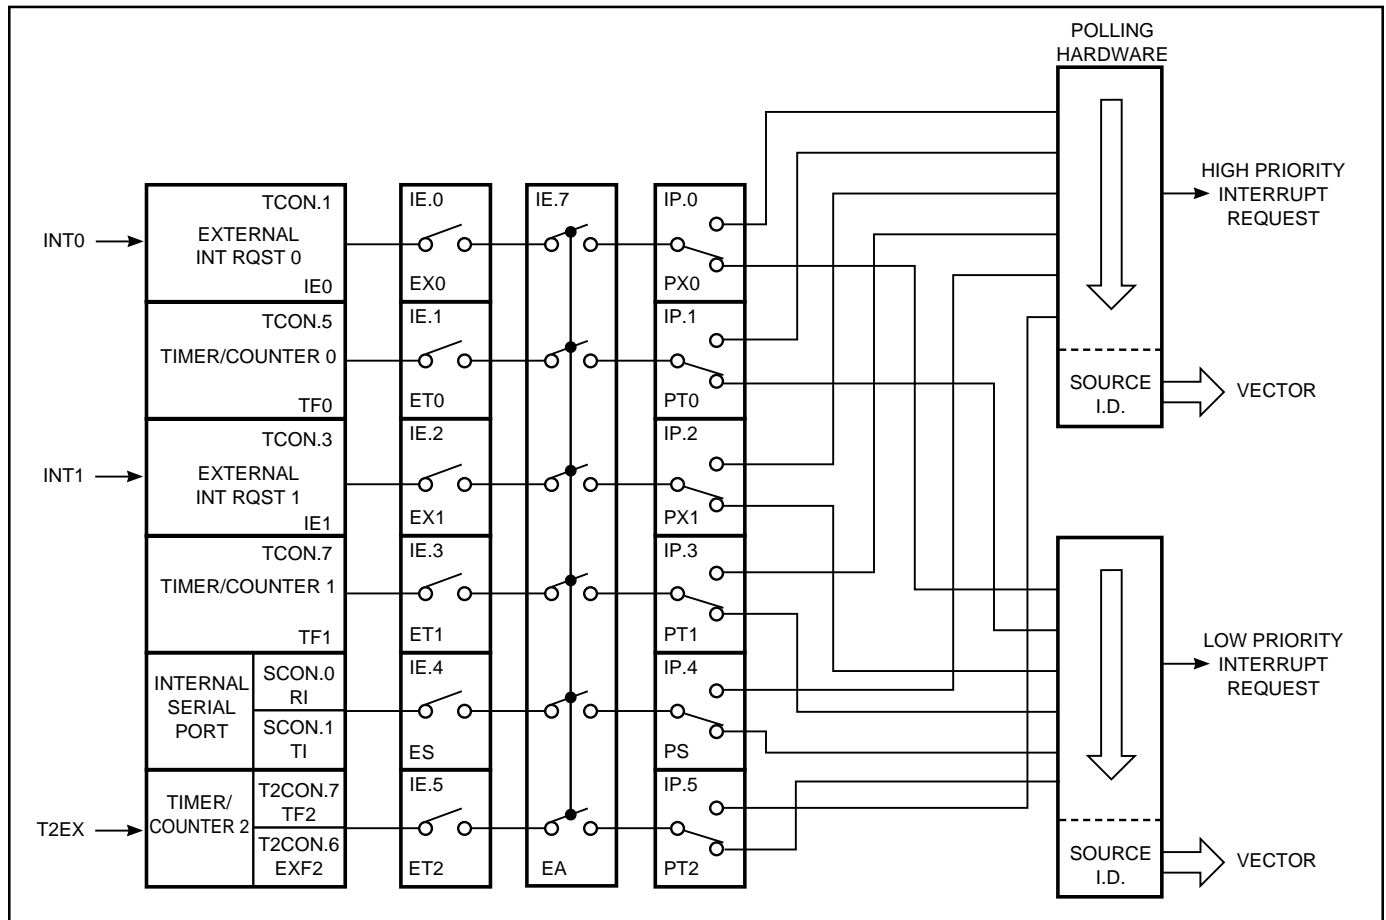 POLLING
HARDWARE
HIGH PRIORITY
INTERRUPT
REQUEST
SOURCE
I.D.
VECTOR
INT0
TCON.1
EXTERNAL
INT RQST 0
IE0
IE.0
EX0
IE.7
IP.0
PX0
TCON.5
TIMER/COUNTER 0
TF0
IE.1
ET0
IP.1
PT0
INT1
TCON.3
EXTERNAL
INT RQST 1
IE1
IE.2
EX1
IP.2
PX1
TCON.7
TIMER/COUNTER 1
TF1
IE.3
ET1
IP.3
PT1
INTERNAL
SERIAL
PORT
SCON.0
RI
SCON.1
TI
IE.4
ES
IP.4
PS
T2EX
TIMER/
COUNTER 2
T2CON.7
TF2
T2CON.6
EXF2
IE.5
ET2
EA
IP.5
PT2
LOW PRIORITY
INTERRUPT
REQUEST
SOURCE
I.D.
VECTOR